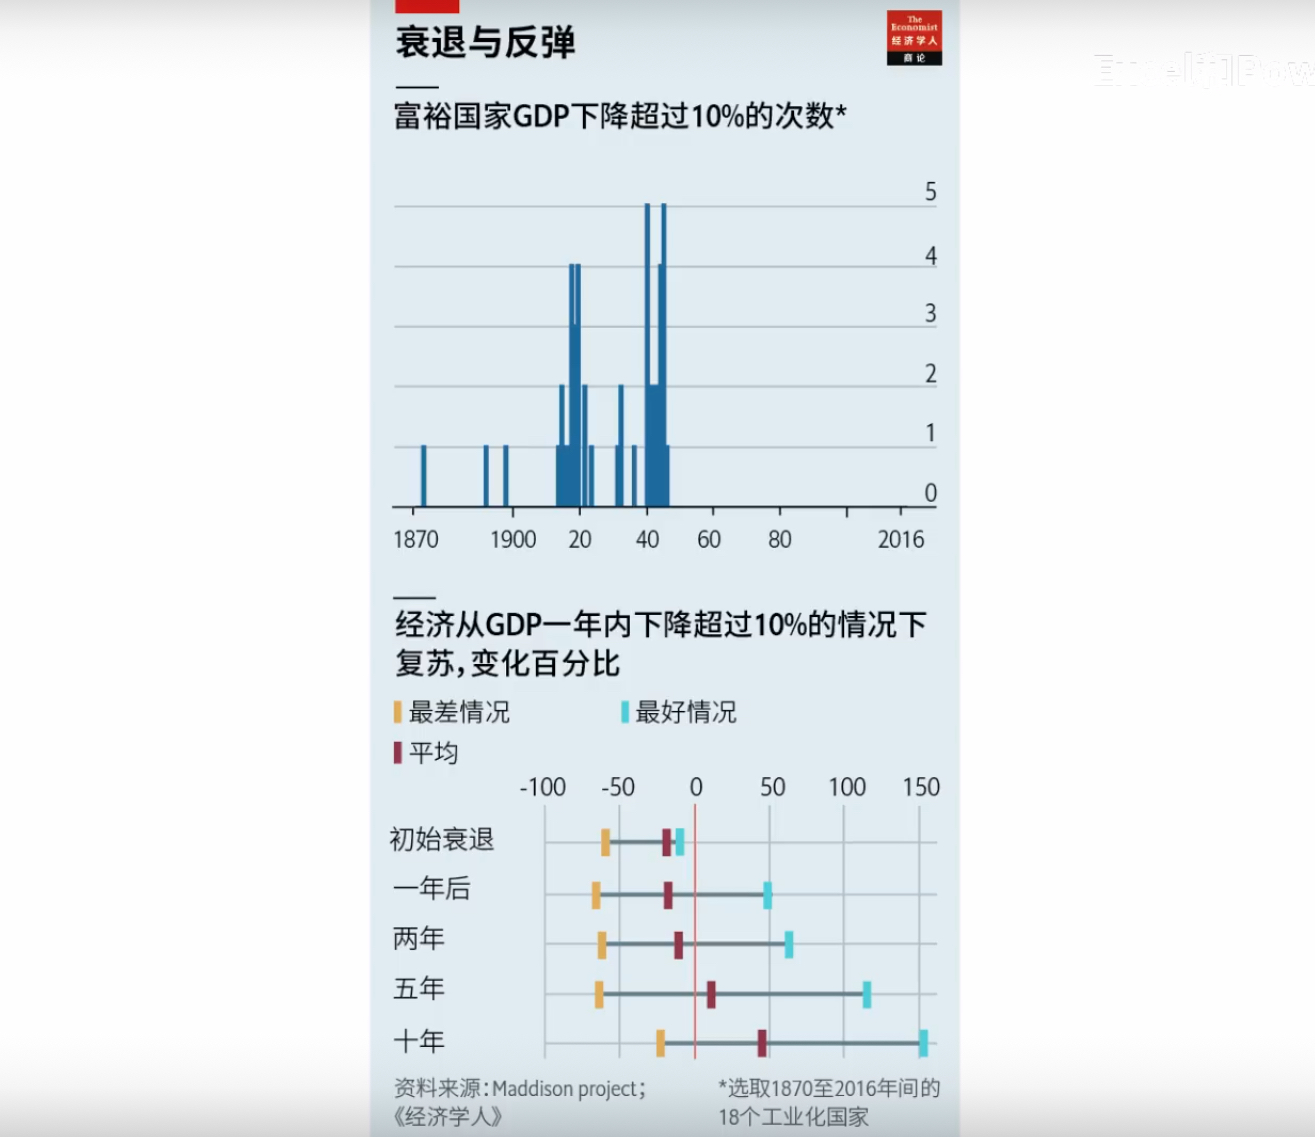 衰退与反弹
The
Economist
经济学人
商论
富裕国家GDP下降超过10%的次数*
5
4
3
2
1
0
1870 1900 20 40 60 80 2016
经济从GDP一年内下降超过10%的情况下
复苏，变化百分比
最差情况 最好情况
平均
-100 -50 0 50 100 150
初始衰退
一年后
两年
五年
十年
资料来源：Maddison project；
《经济学人》
*选取1870至2016年间的
18个工业化国家